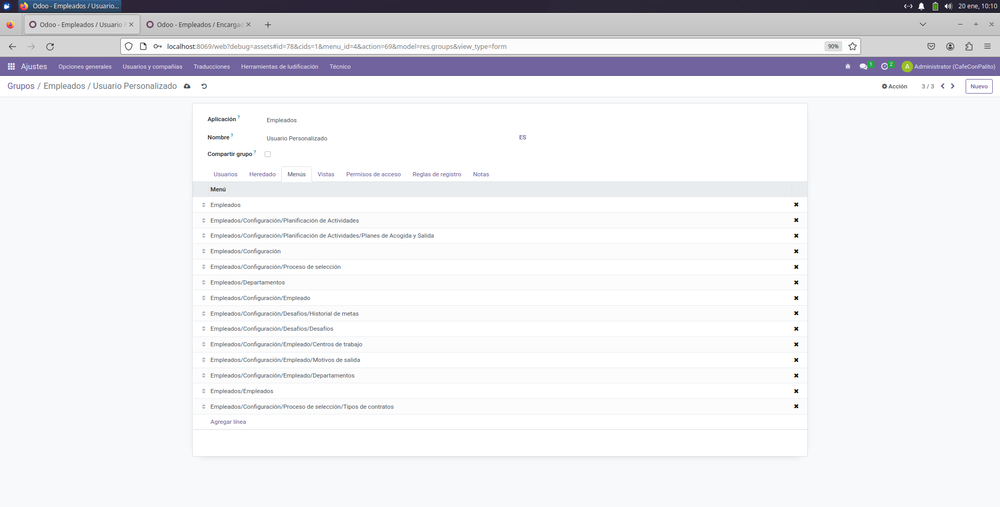 Odoo - Empleados / Usuario...
20 ene, 10:10
Odoo - Empleados / Usuario P
Odoo - Empleados / Encargad
localhost:8069/web?debug=assets#id=78&cids=1&menu_id=4&action=69&model=res.groups&view_type=form
90%
Ajustes
Opciones generales
Usuarios y compañías
Traducciones
Herramientas de ludificación
Técnico
1
2
A
Administrator (CafeConPalito)
Grupos / Empleados / Usuario Personalizado
Acción
3 / 3
Nuevo
Aplicación ?
Empleados
Nombre ?
Usuario Personalizado
ES
Compartir grupo ?
Usuarios
Heredado
Menús
Vistas
Permisos de acceso
Reglas de registro
Notas
Menú
Empleados
Empleados/Configuración/Planificación de Actividades
Empleados/Configuración/Planificación de Actividades/Planes de Acogida y Salida
Empleados/Configuración
Empleados/Configuración/Proceso de selección
Empleados/Departamentos
Empleados/Configuración/Empleado
Empleados/Configuración/Desafíos/Historial de metas
Empleados/Configuración/Desafíos/Desafíos
Empleados/Configuración/Empleado/Centros de trabajo
Empleados/Configuración/Empleado/Motivos de salida
Empleados/Configuración/Empleado/Departamentos
Empleados/Empleados
Empleados/Configuración/Proceso de selección/Tipos de contratos
Agregar línea